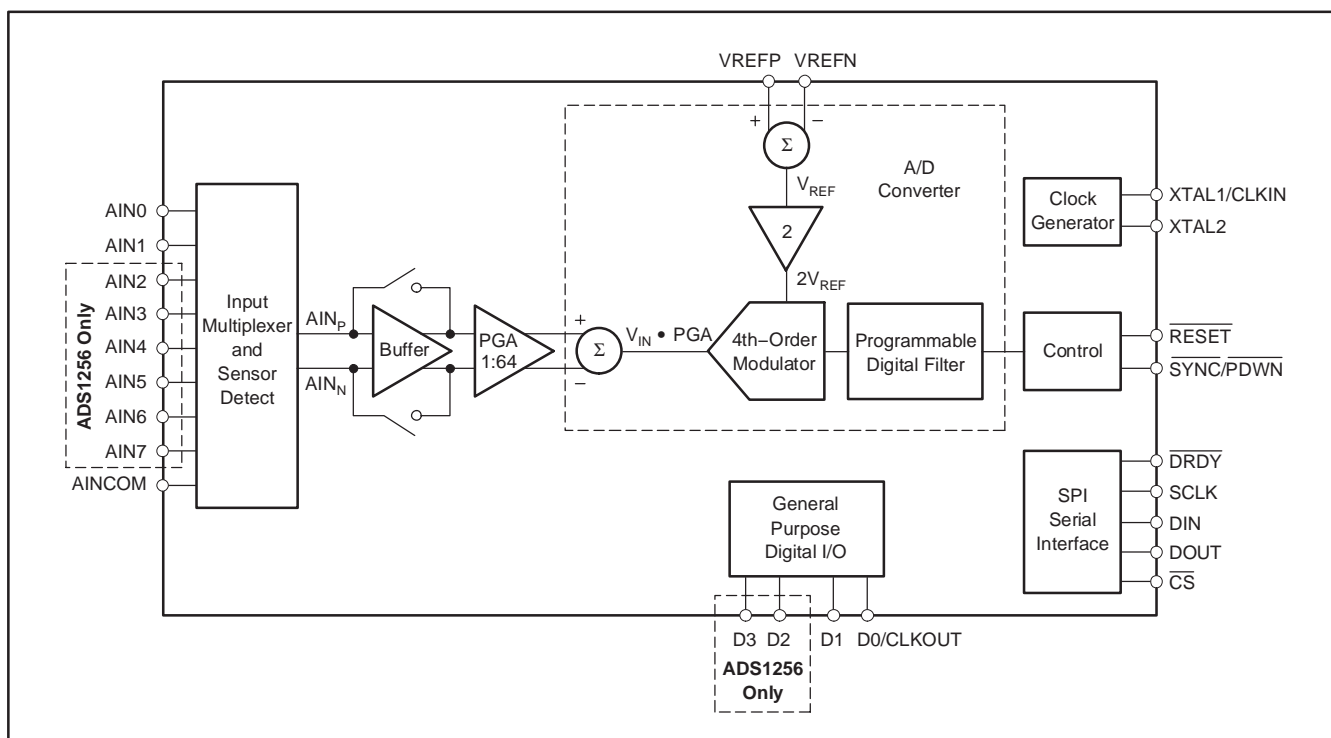 VREFP VREFN
+ −
Σ
A/D
Converter
VREF
2
2VREF
AIN0
AIN1
AIN2
AIN3
AIN4
AIN5
AIN6
AIN7
AINCOM
ADS1256 Only
Input
Multiplexer
and
Sensor
Detect
AINP
AINN
Buffer
PGA
1:64
+
Σ
−
VIN • PGA
4th−Order
Modulator
Programmable
Digital Filter
Clock
Generator
XTAL1/CLKIN
XTAL2
Control
RESET
SYNC/PDWN
SPI
Serial
Interface
DRDY
SCLK
DIN
DOUT
CS
General
Purpose
Digital I/O
D3 D2 D1 D0/CLKOUT
ADS1256
Only